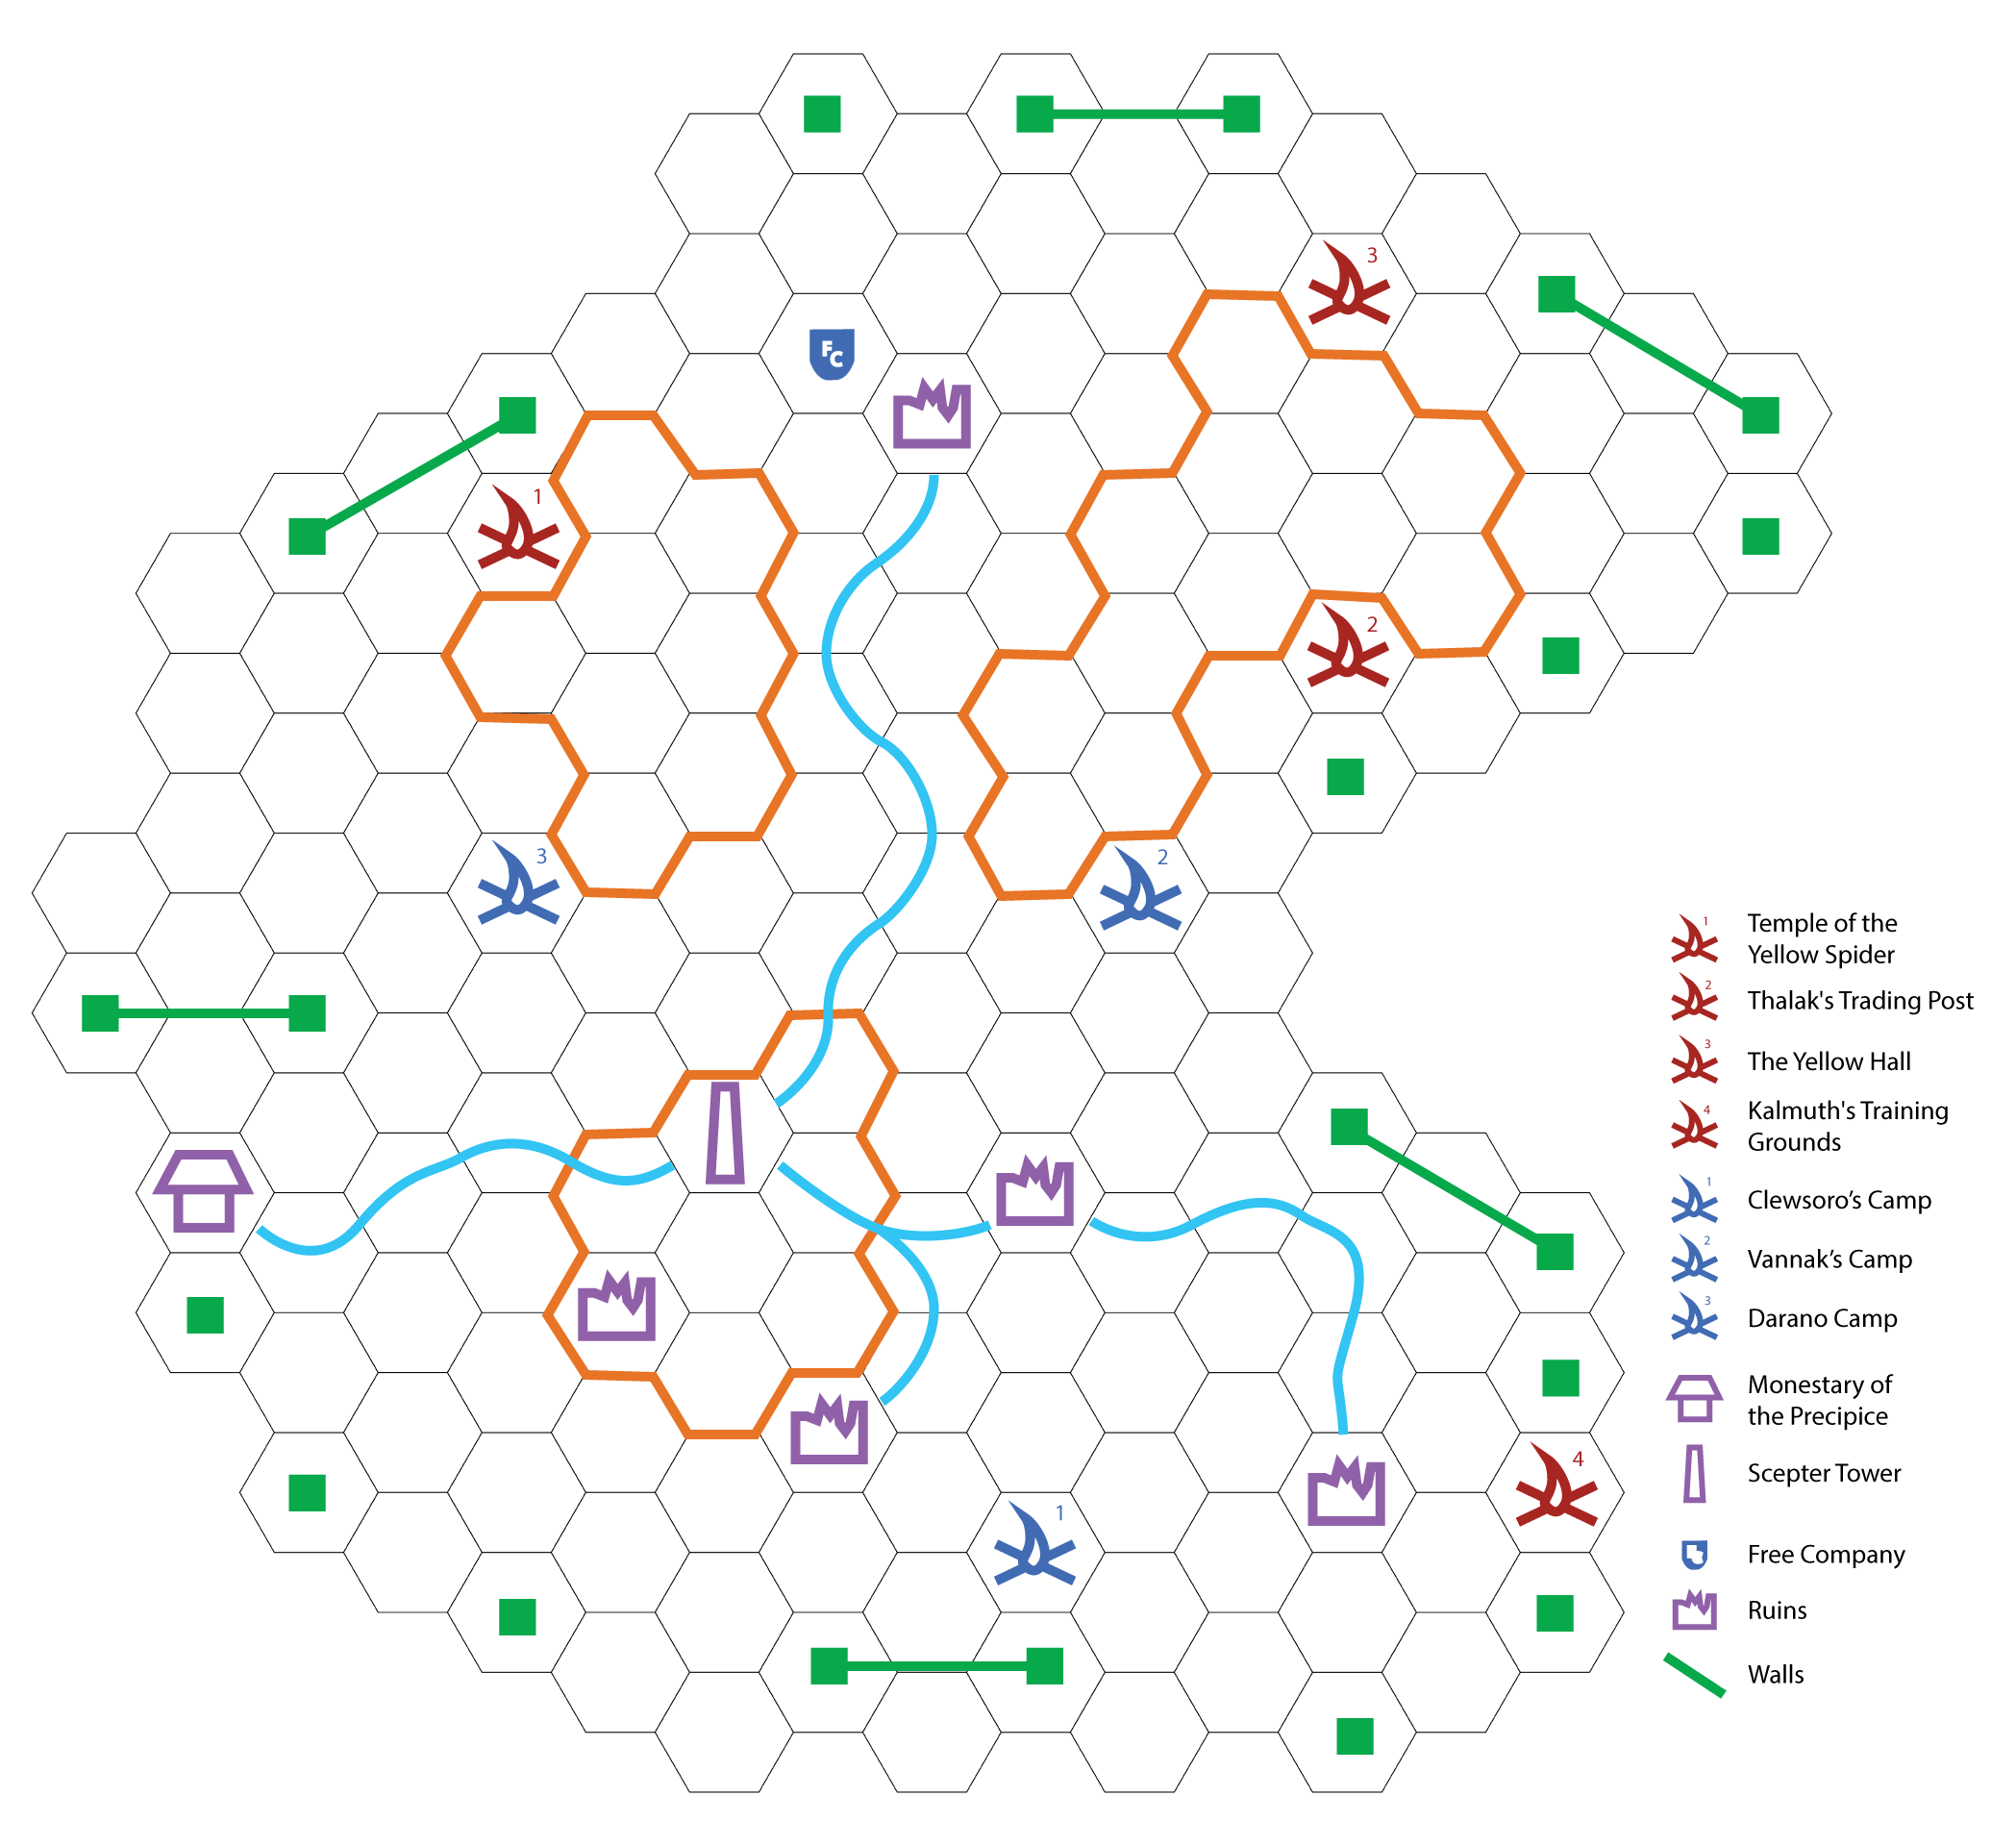 3
F
C
1
2
3
2
1
4
1 Temple of the
Yellow Spider
2 Thalak's Trading Post
3 The Yellow Hall
4 Kalmuth's Training
Grounds
1 Clewsoro’s Camp
2 Vannak’s Camp
3 Darano Camp
Monestary of
the Precipice
Scepter Tower
Free Company
Ruins
Walls